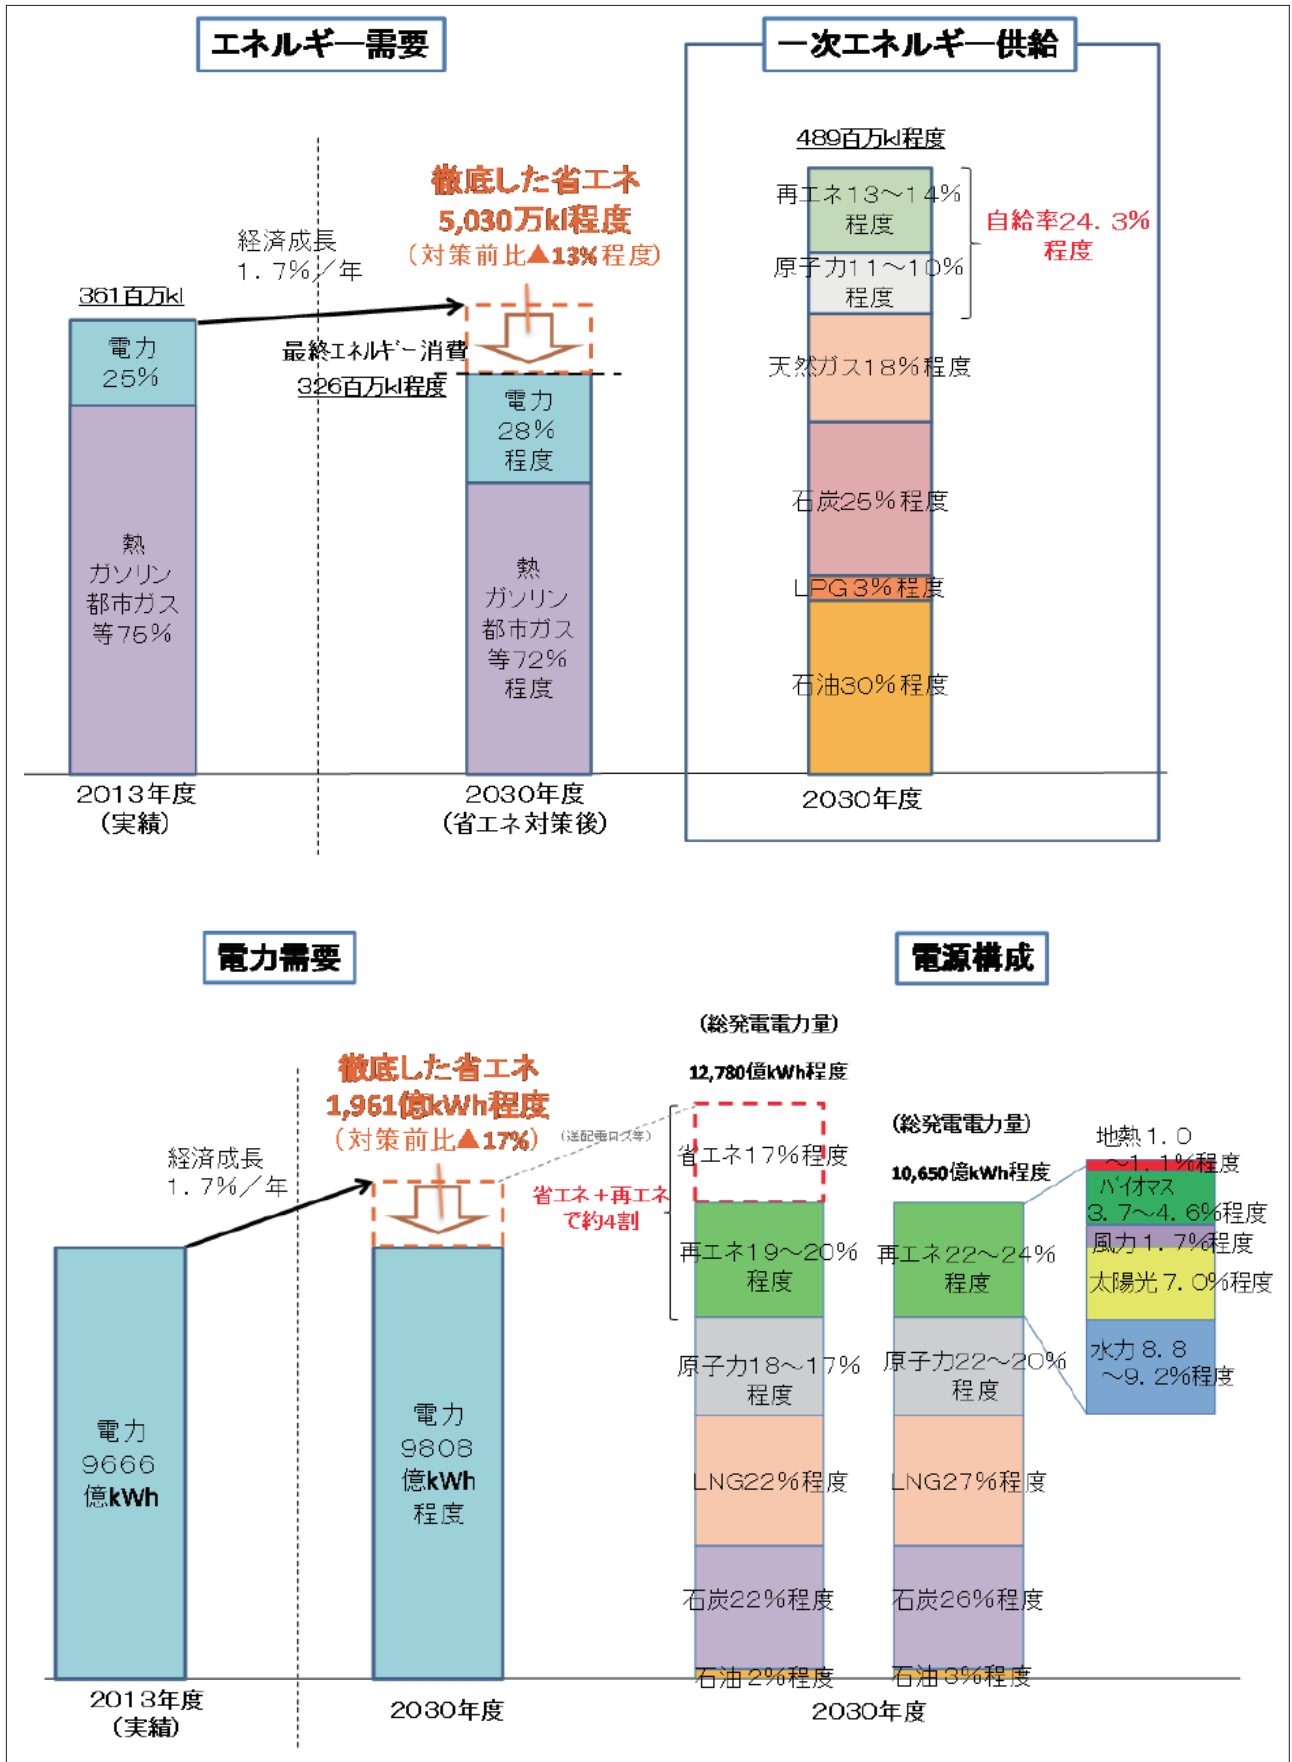 エネルギー需要
一次エネルギー供給
361百万kl
電力
25%
熱
ガソリン
都市ガス
等75%
2013年度
(実績)
経済成長
1.7%/年
徹底した省エネ
5,030万kl程度
(対策前比▲13%程度)
最終エネルギー消費
326百万kl程度
電力
28%
程度
熱
ガソリン
都市ガス
等72%
程度
2030年度
(省エネ対策後)
489百万kl程度
再エネ13〜14%
程度
原子力11〜10%
程度
自給率24.3%
程度
天然ガス18%程度
石炭25%程度
LPG3%程度
石油30%程度
2030年度
電力需要
電源構成
経済成長
1.7%/年
電力
9666
億kWh
2013年度
(実績)
徹底した省エネ
1,961億kWh程度
(対策前比▲17%)
電力
9808
億kWh
程度
2030年度
(送配電ロス等)
(総発電電力量)
12,780億kWh程度
省エネ17%程度
省エネ+再エネ
で約4割
再エネ19〜20%
程度
原子力18〜17%
程度
LNG22%程度
石炭22%程度
石油2%程度
(総発電電力量)
10,650億kWh程度
再エネ22〜24%
程度
原子力22〜20%
程度
LNG27%程度
石炭26%程度
石油3%程度
2030年度
地熱1.0
〜1.1%程度
バイオマス
3.7〜4.6%程度
風力1.7%程度
太陽光7.0%程度
水力8.8
〜9.2%程度